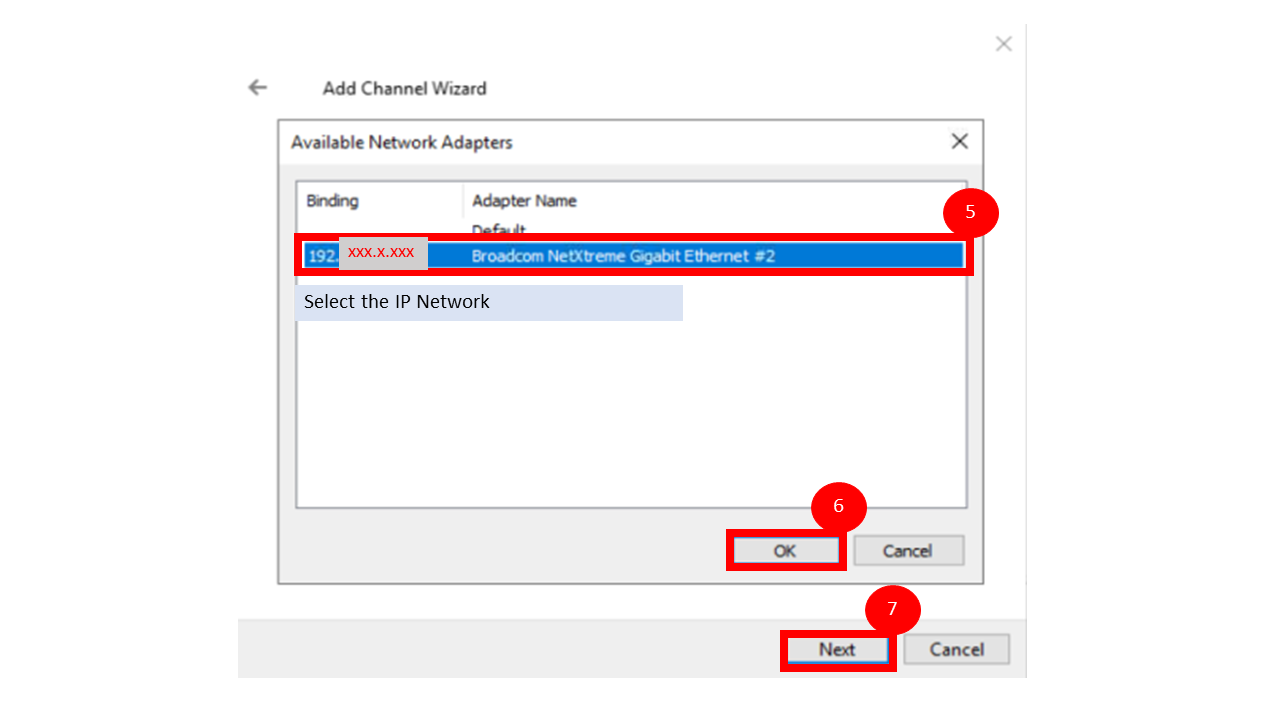 Add Channel Wizard
Available Network Adapters
Binding Adapter Name
5
Default
192. xxx.x.xxx Broadcom NetXtreme Gigabit Ethernet #2
Select the IP Network
6
OK Cancel
7
Next Cancel